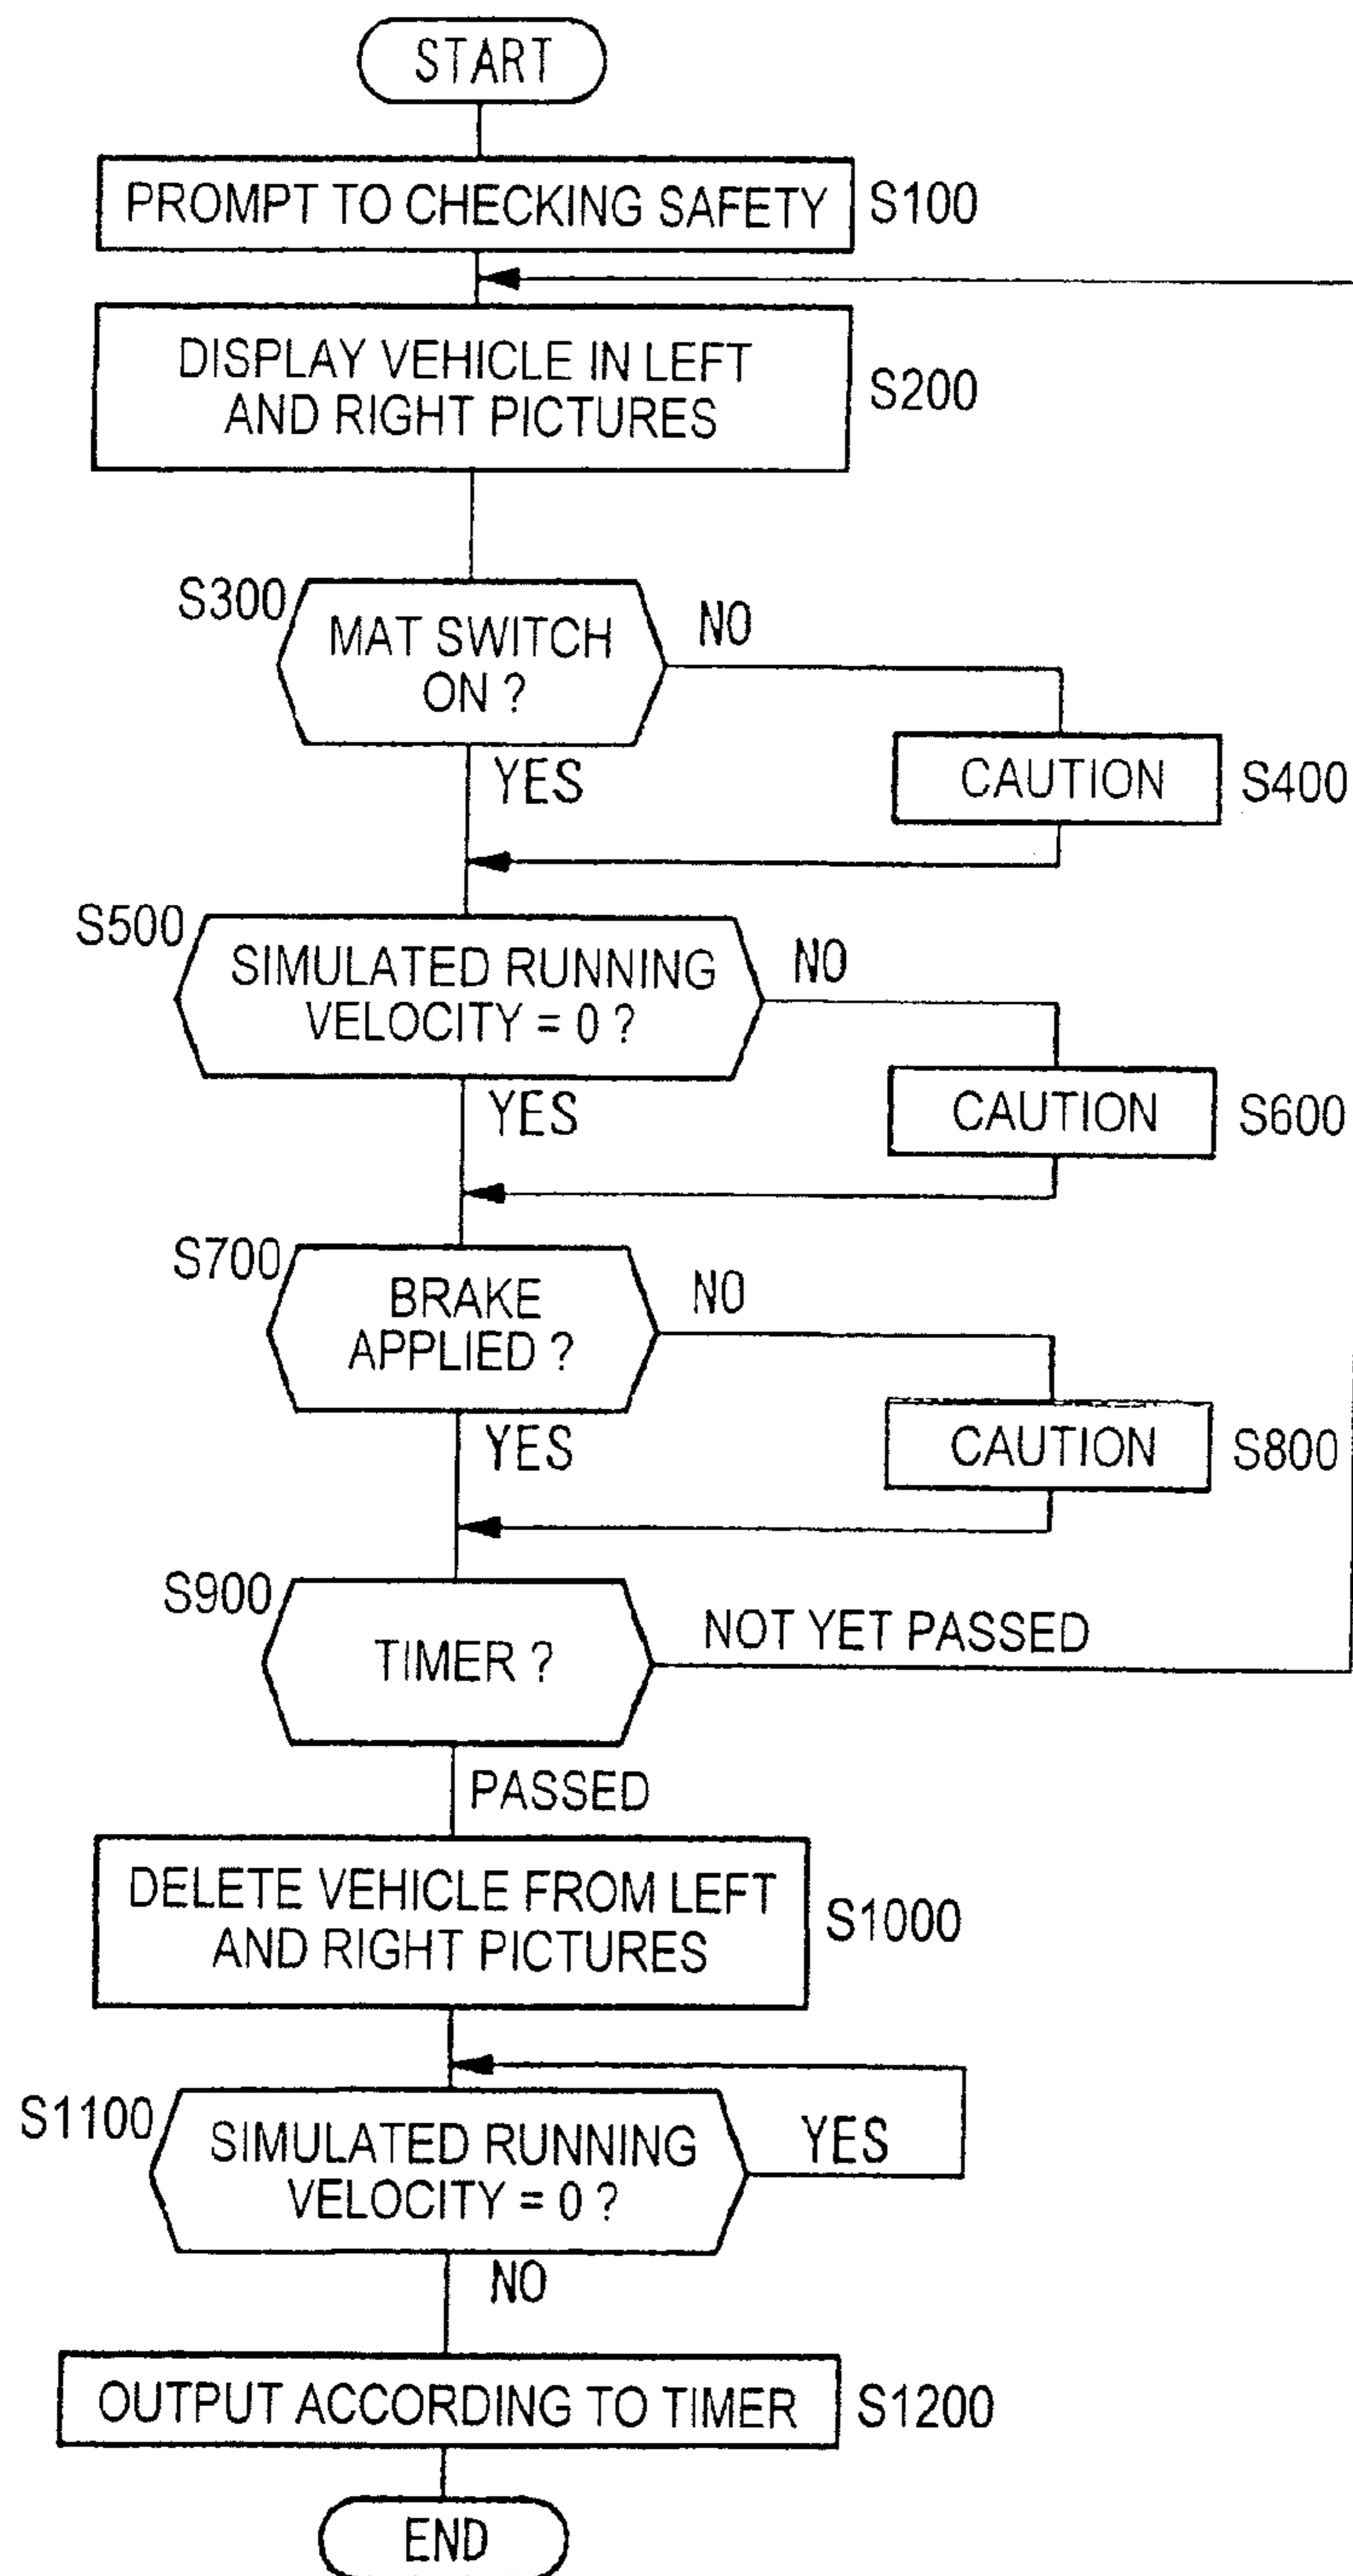 START
PROMPT TO CHECKING SAFETY
S100
DISPLAY VEHICLE IN LEFT
AND RIGHT PICTURES
S200
S300
MAT SWITCH
ON ?
NO
YES
CAUTION
S400
S500
SIMULATED RUNNING
VELOCITY = 0 ?
NO
YES
CAUTION
S600
S700
BRAKE
APPLIED ?
NO
YES
CAUTION
S800
S900
TIMER ?
NOT YET PASSED
PASSED
DELETE VEHICLE FROM LEFT
AND RIGHT PICTURES
S1000
S1100
SIMULATED RUNNING
VELOCITY = 0 ?
YES
NO
OUTPUT ACCORDING TO TIMER
S1200
END